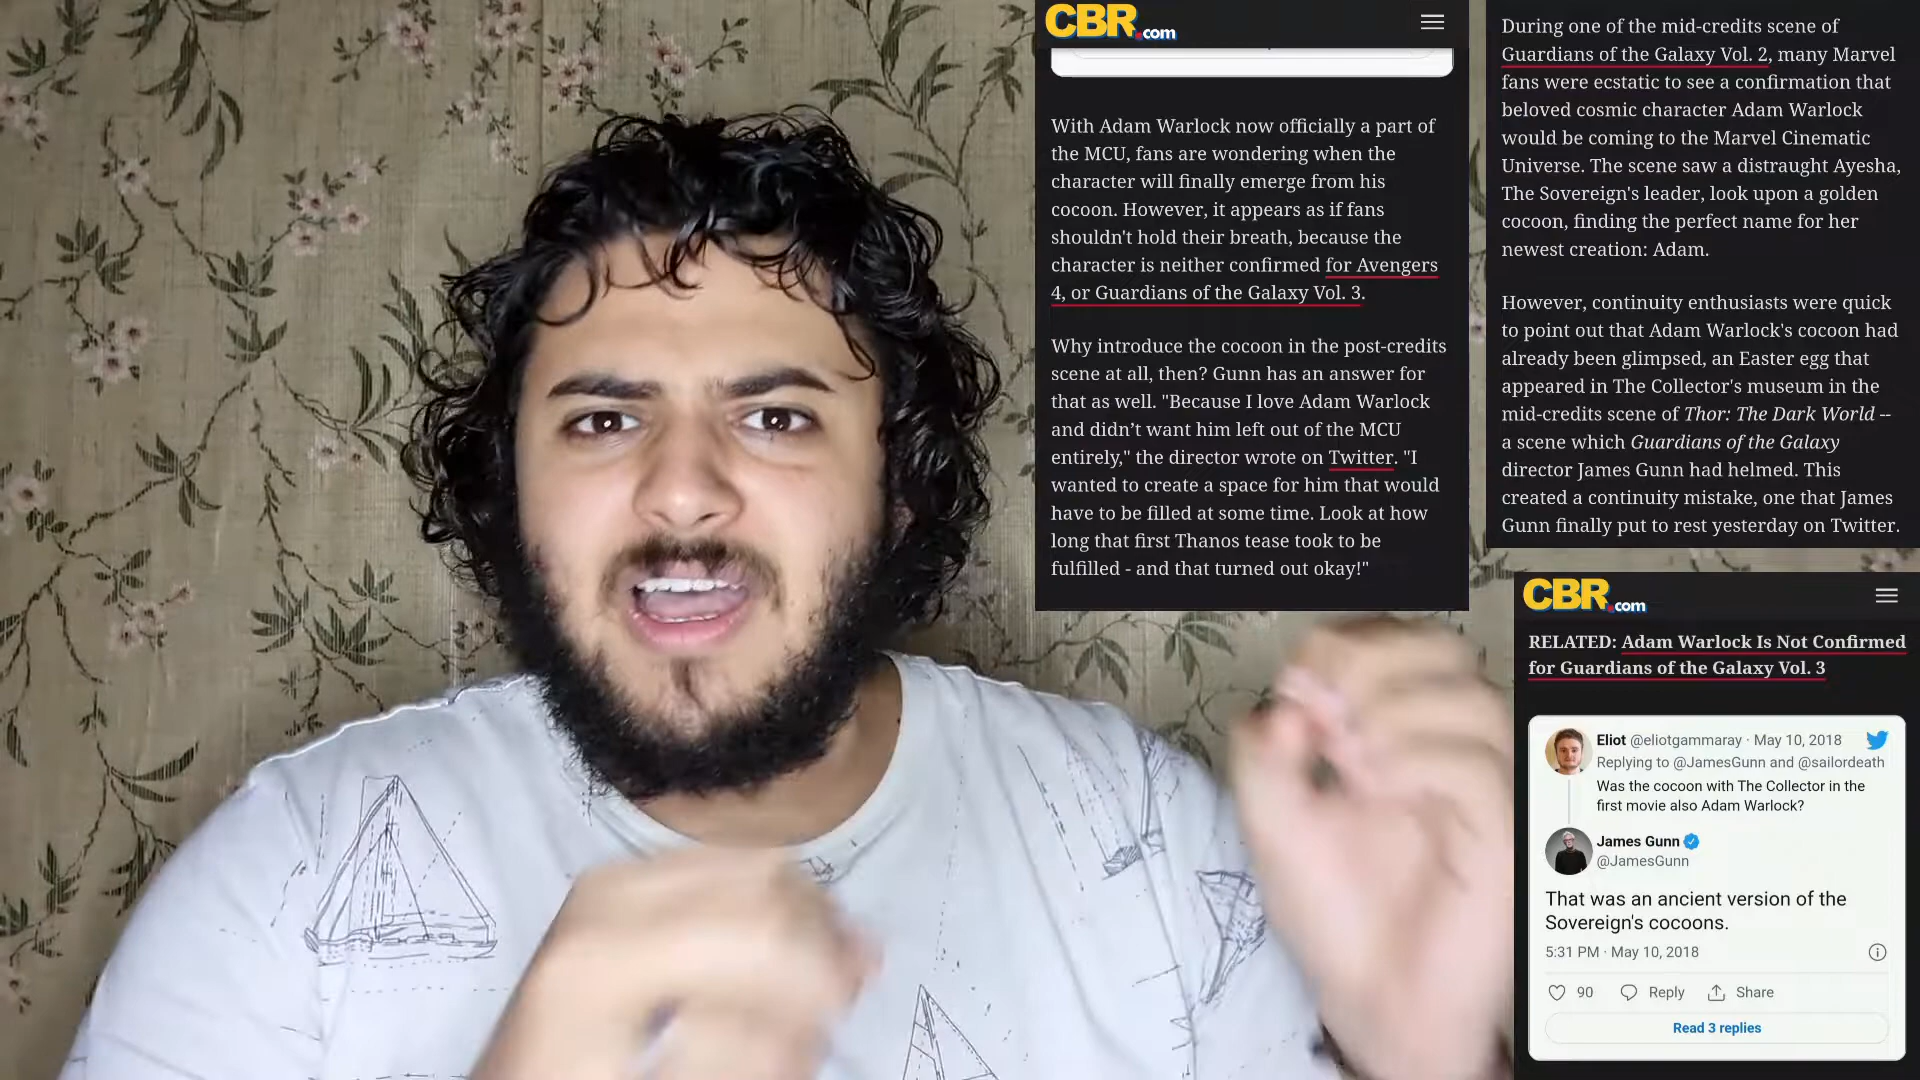 CBR.com
With Adam Warlock now officially a part of
the MCU, fans are wondering when the
character will finally emerge from his
cocoon. However, it appears as if fans
shouldn't hold their breath, because the
character is neither confirmed for Avengers
4, or Guardians of the Galaxy Vol. 3.
Why introduce the cocoon in the post-credits
scene at all, then? Gunn has an answer for
that as well. "Because I love Adam Warlock
and didn’t want him left out of the MCU
entirely," the director wrote on Twitter. "I
wanted to create a space for him that would
have to be filled at some time. Look at how
long that first Thanos tease took to be
fulfilled - and that turned out okay!"
During one of the mid-credits scene of
Guardians of the Galaxy Vol. 2, many Marvel
fans were ecstatic to see a confirmation that
beloved cosmic character Adam Warlock
would be coming to the Marvel Cinematic
Universe. The scene saw a distraught Ayesha,
The Sovereign's leader, look upon a golden
cocoon, finding the perfect name for her
newest creation: Adam.
However, continuity enthusiasts were quick
to point out that Adam Warlock's cocoon had
already been glimpsed, an Easter egg that
appeared in The Collector's museum in the
mid-credits scene of Thor: The Dark World --
a scene which Guardians of the Galaxy
director James Gunn had helmed. This
created a continuity mistake, one that James
Gunn finally put to rest yesterday on Twitter.
CBR.com
RELATED: Adam Warlock Is Not Confirmed
for Guardians of the Galaxy Vol. 3
Eliot @eliotgammaray · May 10, 2018
Replying to @JamesGunn and @sailordeath
Was the cocoon with The Collector in the
first movie also Adam Warlock?
James Gunn
@JamesGunn
That was an ancient version of the
Sovereign's cocoons.
5:31 PM · May 10, 2018
90 Reply Share
Read 3 replies